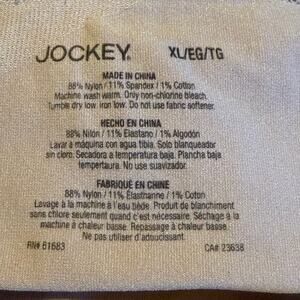 JOCKEY® XL/EG/TG
MADE IN CHINA
88% Nylon / 11% Spandex / 1% Cotton
Machine wash warm. Only non-chlorine bleach.
Tumble dry low. Iron low. Do not use fabric softener.
HECHO EN CHINA
88% Nilón / 11% Elastano / 1% Algodón
Lavar a máquina con agua tibia. Solo blanqueador
sin cloro. Secadora a temperatura baja. Plancha baja
tempertaura. No use suavizador.
FABRIQUÉ EN CHINE
88% Nylon / 11% Élasthanne / 1% Coton
Lavage à la machine à l'eau tiède. Produit de blanchiment
sans chlore seulement quand c'est nécessaire. Séchage à la
machine à chaleur basse. Repassage à chaleur basse.
Ne pas utiliser d'adoucissant.
RN# 61683 CA# 23638